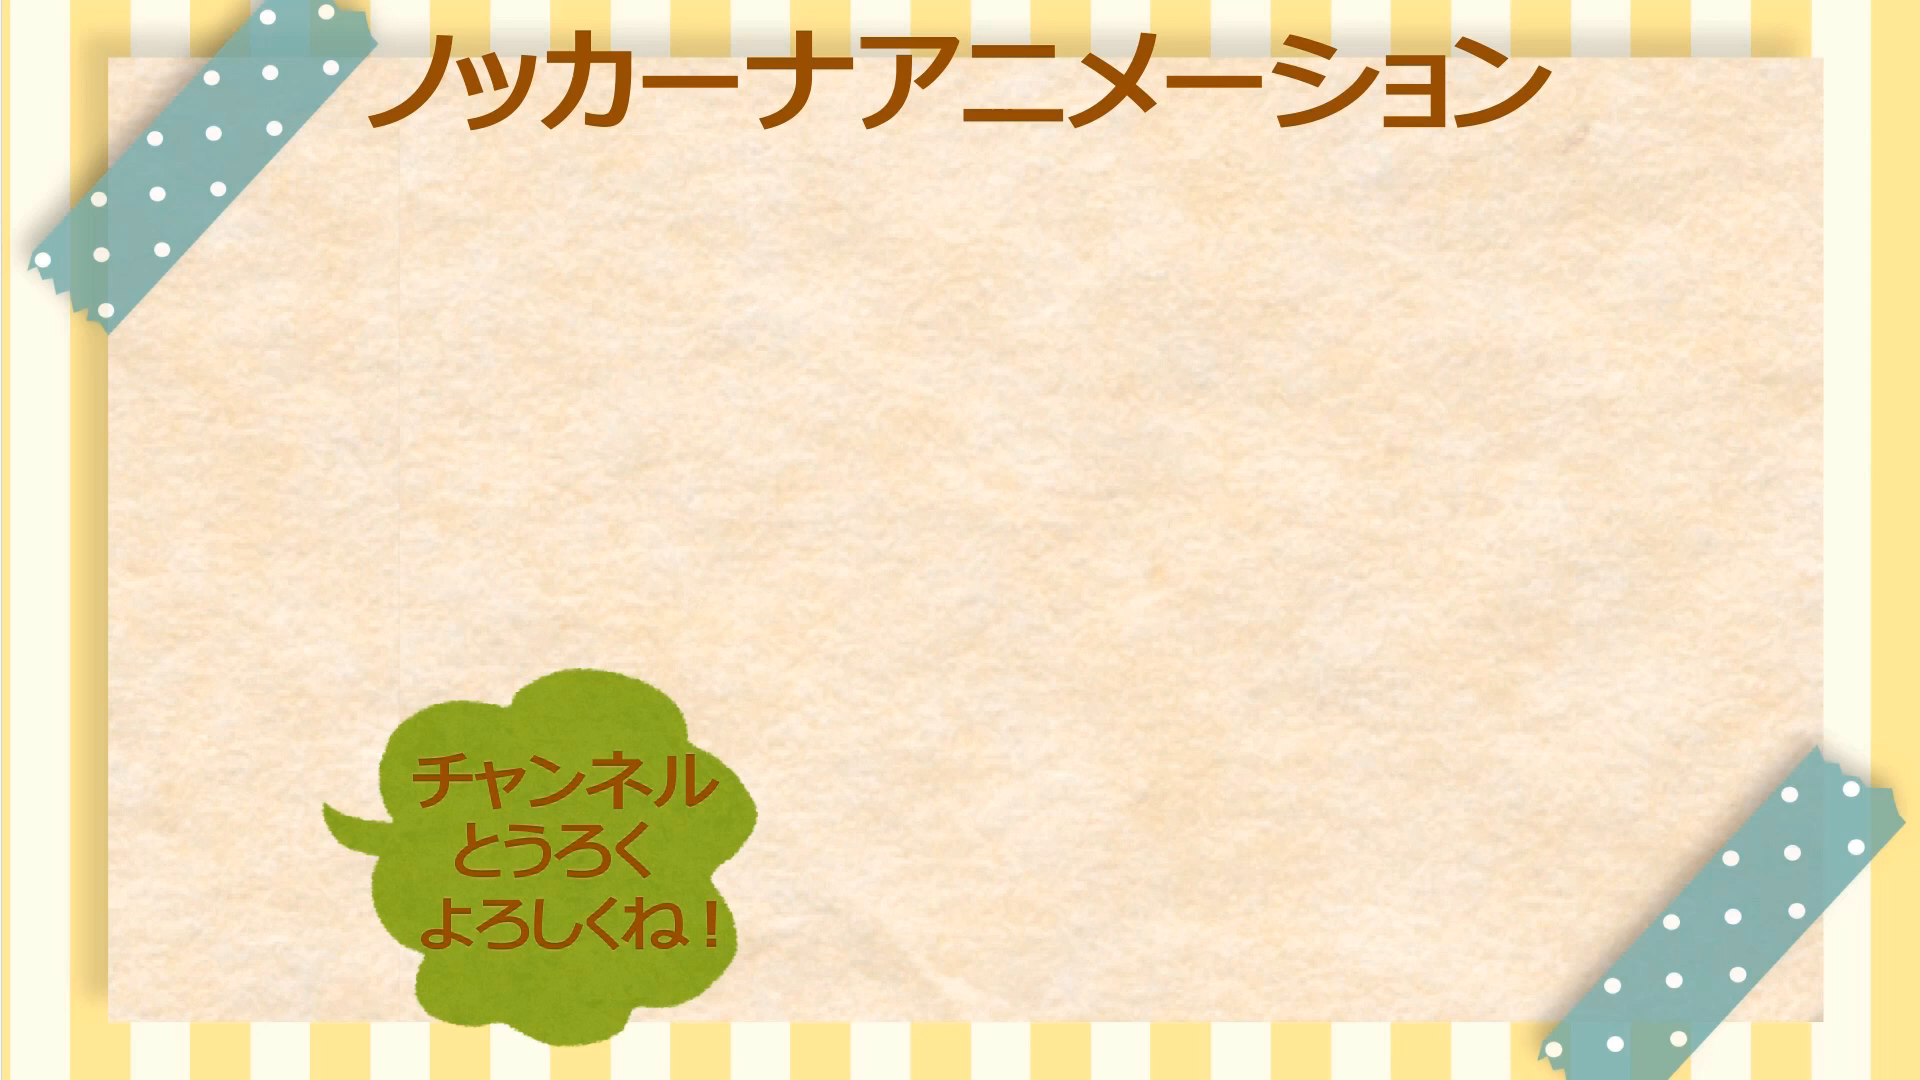 ノッカーナアニメーション
チャンネル
とうろく
よろしくね！